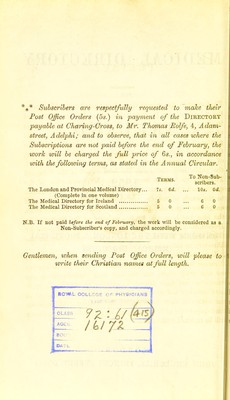 *** Subscribers are respectfully requested to make their
Post Office Orders (5s.) in payment of the DIRECTORY
payable at Charing-Cross, to Mr. Thomas Rolfe, 4, Adam-
street, Adelphi; and to observe, that in all cases where the
Subscriptions are not paid before the end of February, the
work will be charged the full price of 6s., in accordance
with the following terms, as stated in the Annual Circular.
TERMS. To Non-Sub-
scribers.
The London and Provincial Medical Directory... 7s. 6d. ... 10s. 6d.
(Complete in one volume)
The Medical Directory for Ireland ............ 5 0 ... 6 0
The Medical Directory for Scotland ............ 5 0 ... 6 0
N.B. If not paid before the end of February, the work will be considered as a
Non-Subscriber's copy, and charged accordingly.
Gentlemen, when sending Post Office Orders, will please to
write their Christian names at full length.
ROYAL COLLEGE OF PHYSICIANS
CLASS 92:61 (415)
ACCN. 16172
DATE